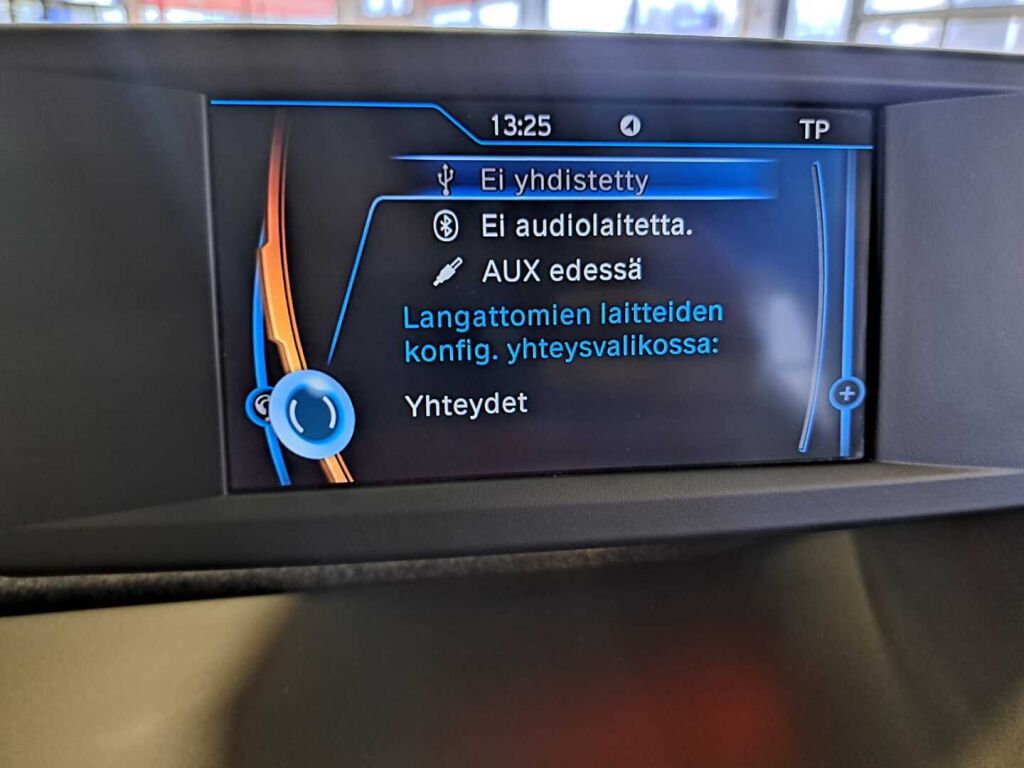 13:25
TP
Ei yhdistetty
Ei audiolaitetta.
AUX edessä
Langattomien laitteiden
konfig. yhteysvalikossa:
Yhteydet